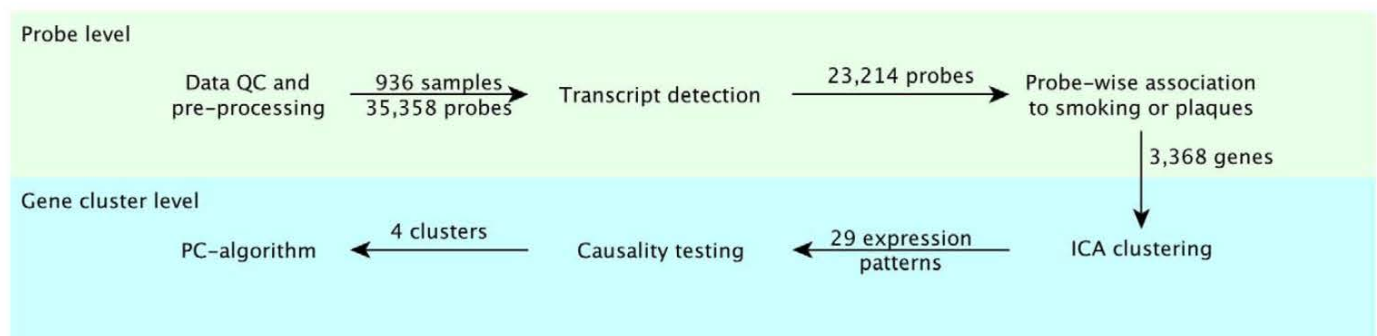 Probe level
Data QC and
pre-processing
936 samples
35,358 probes
Transcript detection
23,214 probes
Probe-wise association
to smoking or plaques
3,368 genes
Gene cluster level
PC-algorithm
4 clusters
Causality testing
29 expression
patterns
ICA clustering